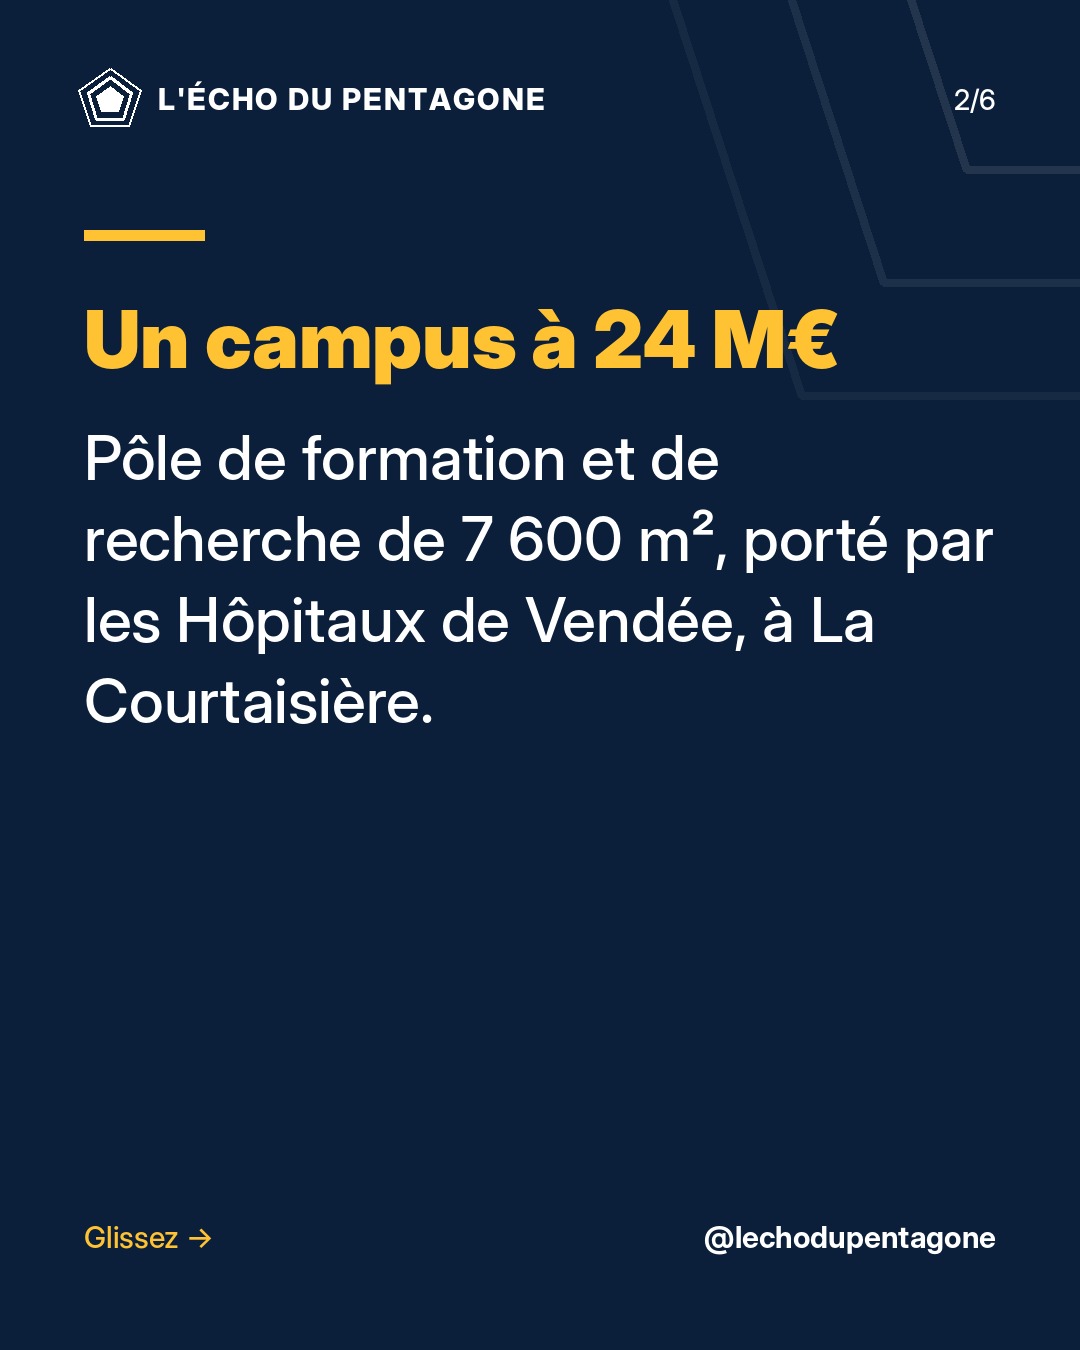 L'ÉCHO DU PENTAGONE
2/6
Un campus à 24 M€
Pôle de formation et de
recherche de 7 600 m², porté par
les Hôpitaux de Vendée, à La
Courtaisière.
Glissez →
@lechodupentagone